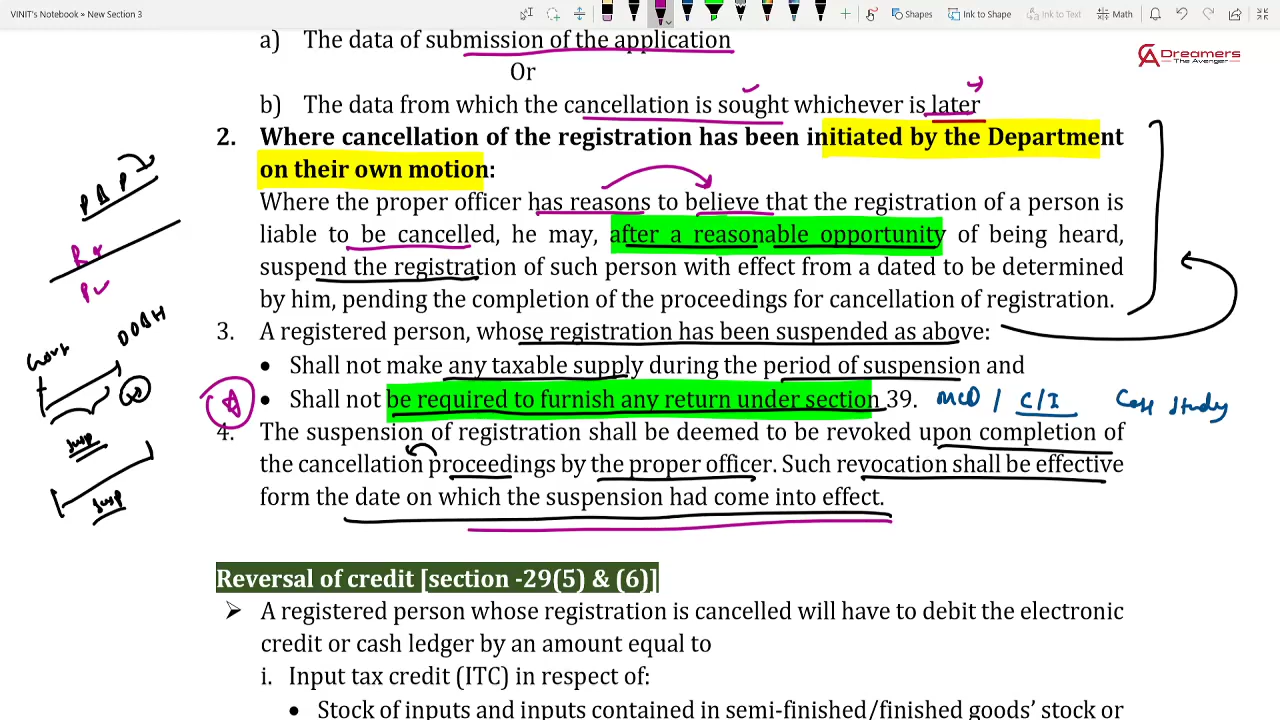 VINIT's Notebook » New Section 3
Shapes
Ink to Shape
Ink to Text
Math
a) The data of submission of the application
Or
b) The data from which the cancellation is sought whichever is later
CA Dreamers
The Avenger
2. Where cancellation of the registration has been initiated by the Department
on their own motion:
Where the proper officer has reasons to believe that the registration of a person is
liable to be cancelled, he may, after a reasonable opportunity of being heard,
suspend the registration of such person with effect from a dated to be determined
by him, pending the completion of the proceedings for cancellation of registration.
3. A registered person, whose registration has been suspended as above:
• Shall not make any taxable supply during the period of suspension and
• Shall not be required to furnish any return under section 39.
MCQ / C/I Case Study
4. The suspension of registration shall be deemed to be revoked upon completion of
the cancellation proceedings by the proper officer. Such revocation shall be effective
form the date on which the suspension had come into effect.
OOBH
Susp
Susp
Reversal of credit [section -29(5) & (6)]
➢ A registered person whose registration is cancelled will have to debit the electronic
credit or cash ledger by an amount equal to
i. Input tax credit (ITC) in respect of:
• Stock of inputs and inputs contained in semi-finished/finished goods' stock or